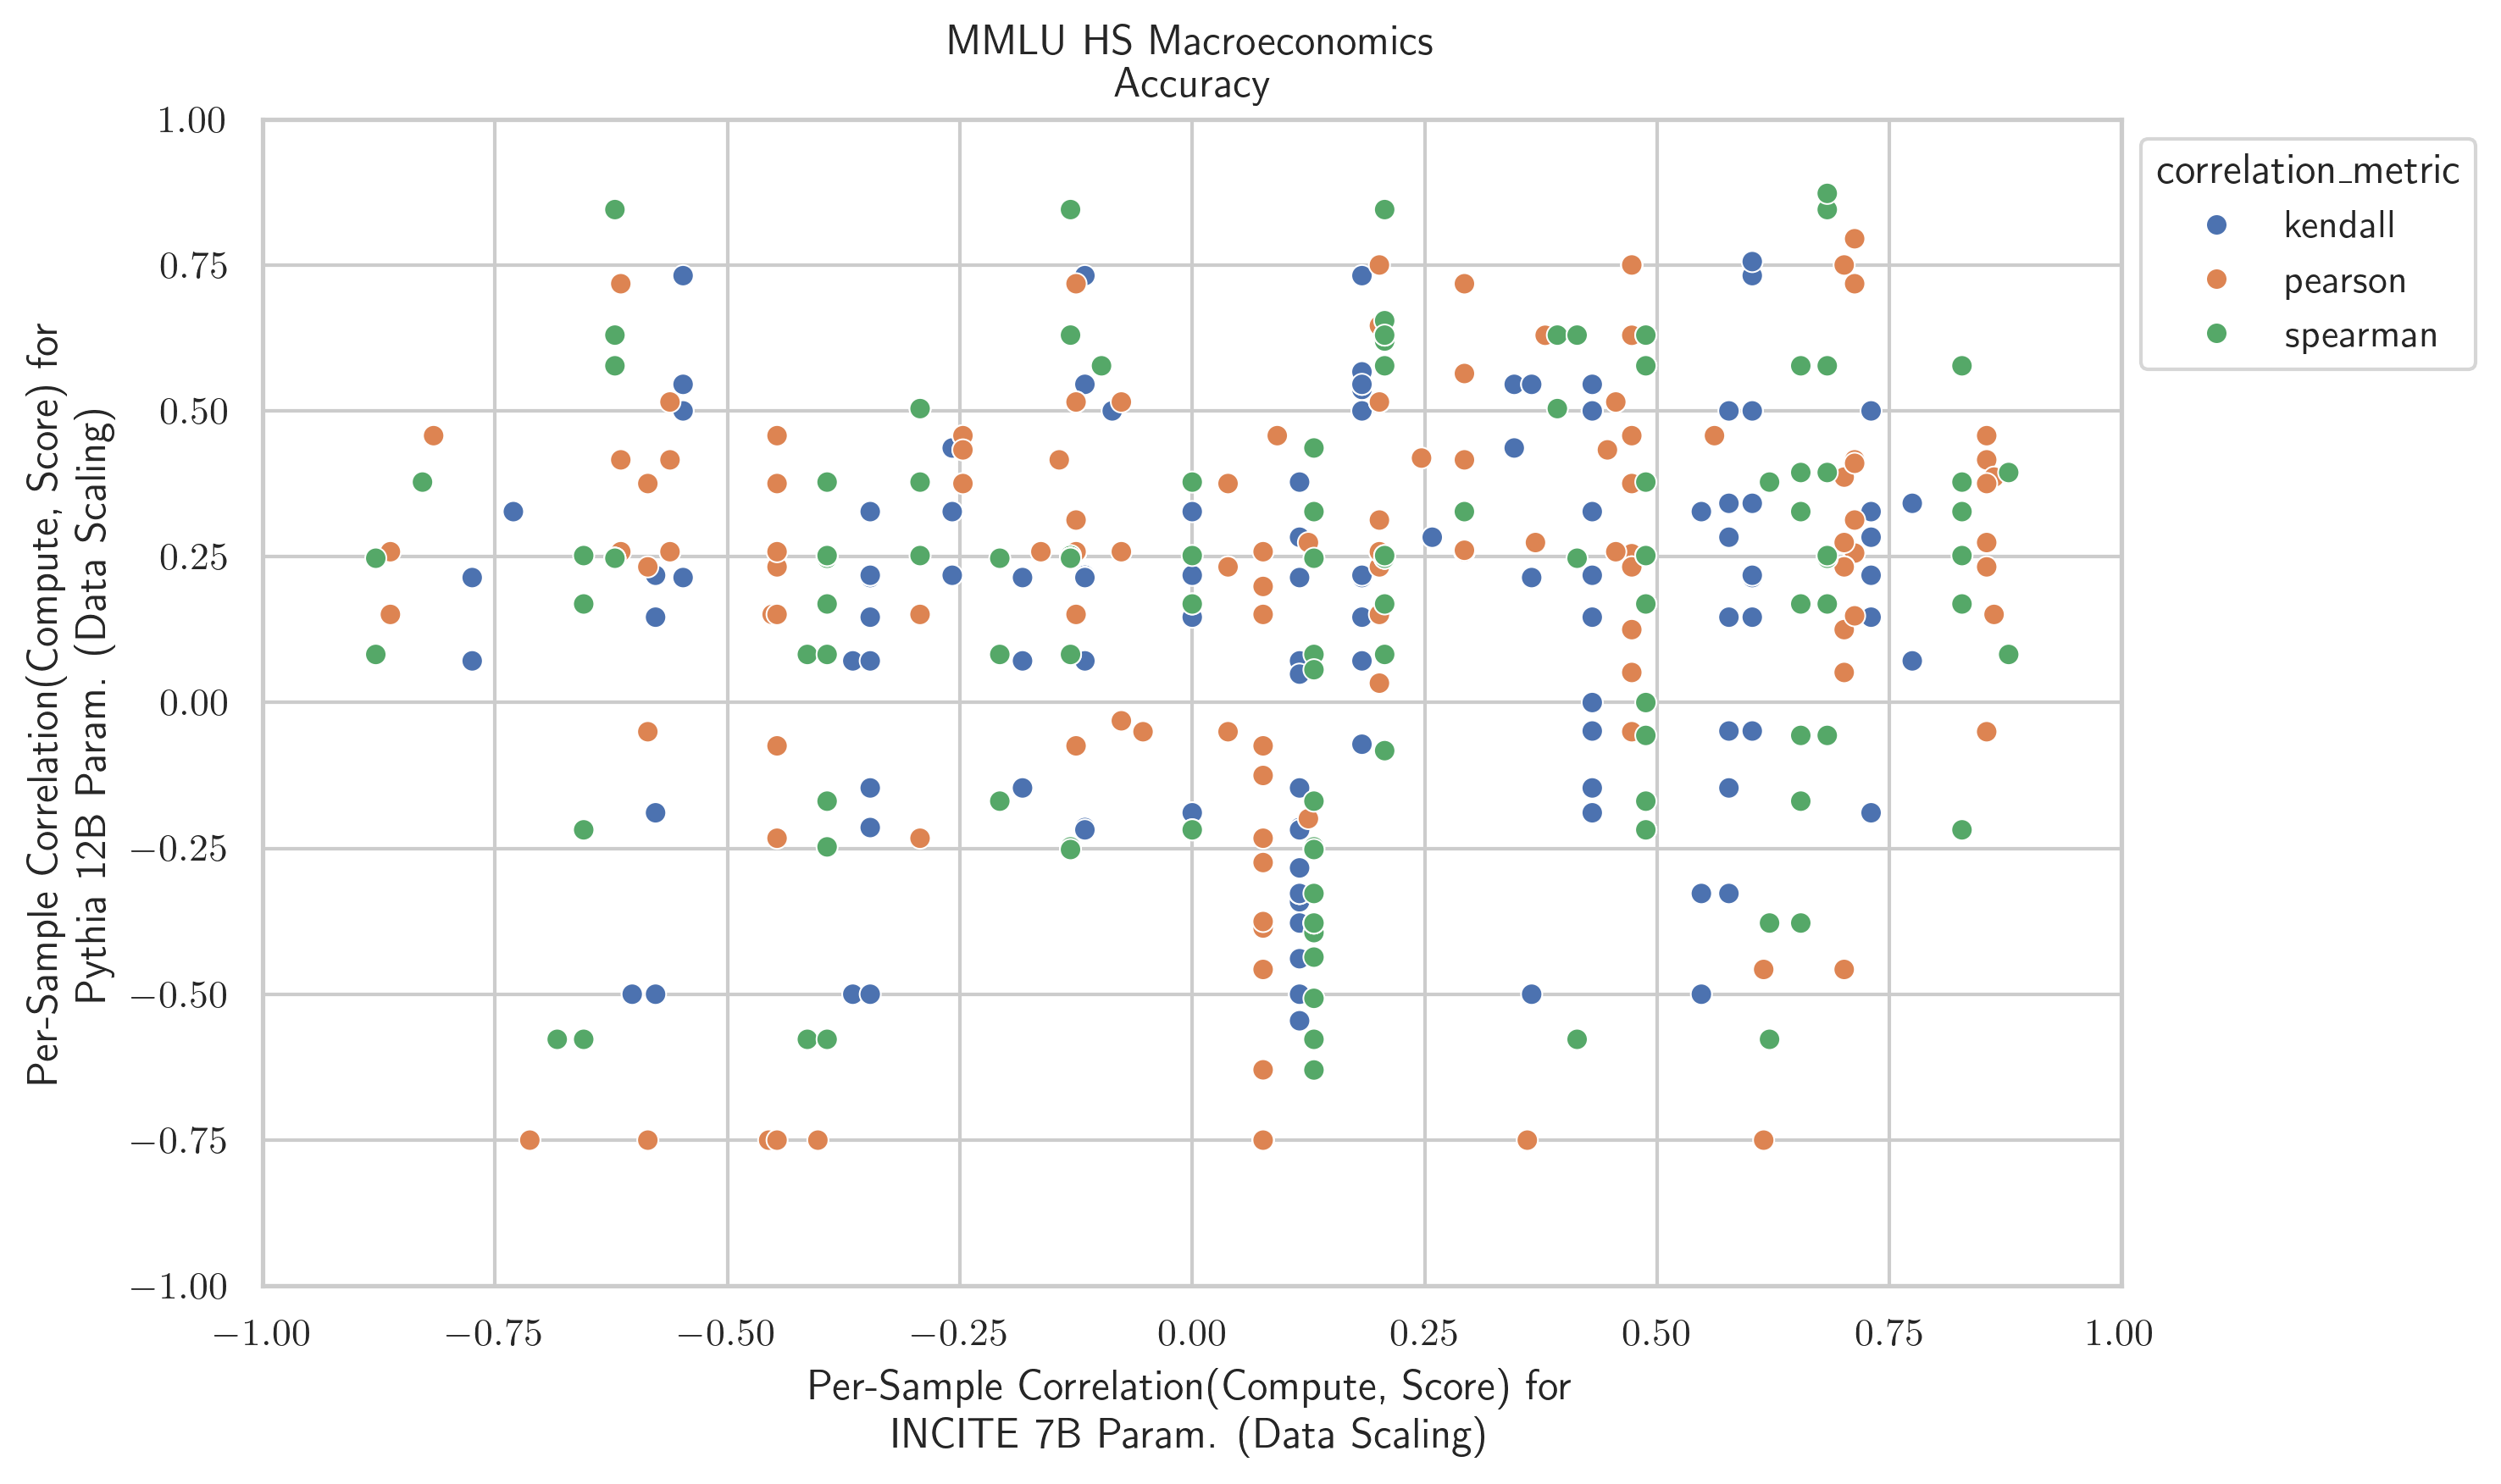 MMLU HS Macroeconomics
Accuracy
Per-Sample Correlation(Compute, Score) for
Pythia 12B Param. (Data Scaling)
1.00
0.75
0.50
0.25
0.00
−0.25
−0.50
−0.75
−1.00
−1.00 −0.75 −0.50 −0.25 0.00 0.25 0.50 0.75 1.00
Per-Sample Correlation(Compute, Score) for
INCITE 7B Param. (Data Scaling)
correlation_metric
kendall
pearson
spearman